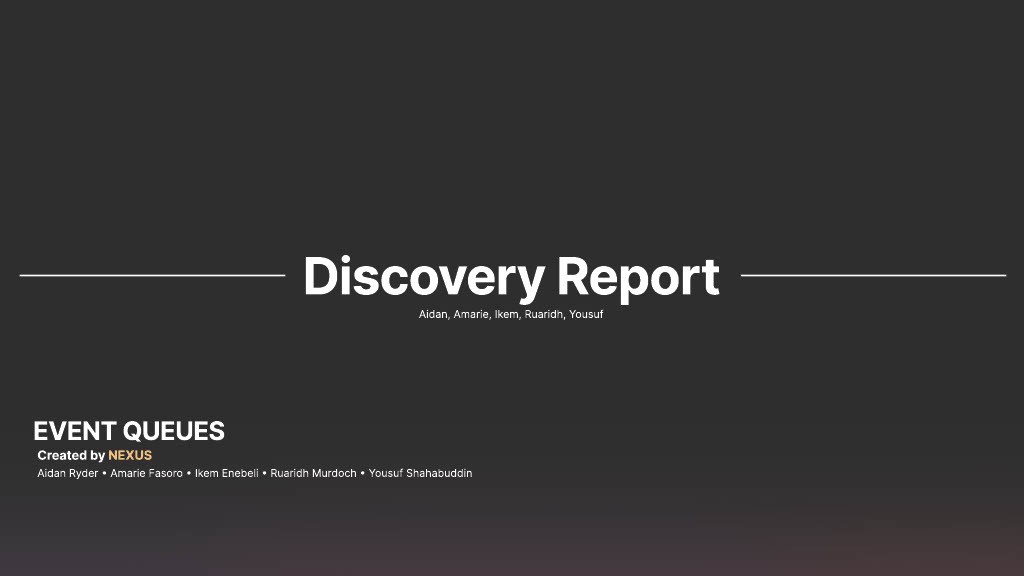 Discovery Report
Aidan, Amarie, Ikem, Ruaridh, Yousuf
EVENT QUEUES
Created by NEXUS
Aidan Ryder • Amarie Fasoro • Ikem Enebeli • Ruaridh Murdoch • Yousuf Shahabuddin